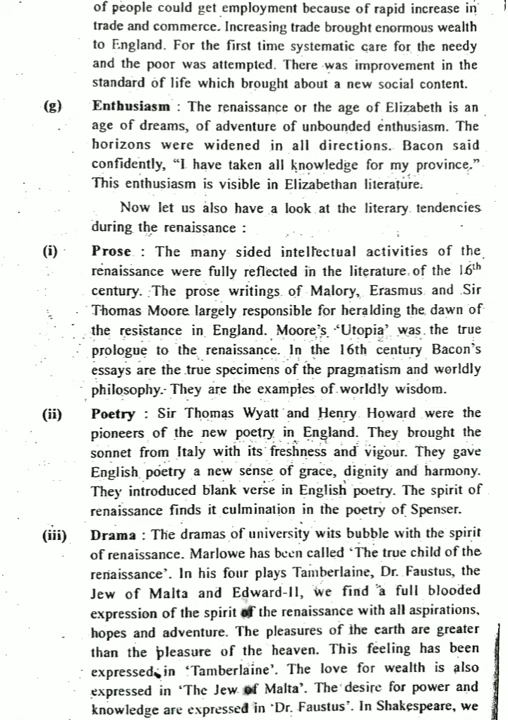 of people could get employment because of rapid increase in
trade and commerce. Increasing trade brought enormous wealth
to England. For the first time systematic care for the needy
and the poor was attempted. There was improvement in the
standard of life which brought about a new social content.
(g) Enthusiasm : The renaissance or the age of Elizabeth is an
age of dreams, of adventure of unbounded enthusiasm. The
horizons were widened in all directions. Bacon said
confidently, “I have taken all knowledge for my province.”
This enthusiasm is visible in Elizabethan literature.
Now let us also have a look at the literary tendencies
during the renaissance :
(i) Prose : The many sided intellectual activities of the
renaissance were fully reflected in the literature of the 16th
century. The prose writings of Malory, Erasmus and Sir
Thomas Moore largely responsible for heralding the dawn of
the resistance in England. Moore's ‘Utopia’ was the true
prologue to the renaissance. In the 16th century Bacon's
essays are the true specimens of the pragmatism and worldly
philosophy. They are the examples of worldly wisdom.
(ii) Poetry : Sir Thomas Wyatt and Henry Howard were the
pioneers of the new poetry in England. They brought the
sonnet from Italy with its freshness and vigour. They gave
English poetry a new sense of grace, dignity and harmony.
They introduced blank verse in English poetry. The spirit of
renaissance finds it culmination in the poetry of Spenser.
(iii) Drama : The dramas of university wits bubble with the spirit
of renaissance. Marlowe has been called ‘The true child of the
renaissance’. In his four plays Tamberlaine, Dr. Faustus, the
Jew of Malta and Edward-II, we find a full blooded
expression of the spirit of the renaissance with all aspirations,
hopes and adventure. The pleasures of the earth are greater
than the pleasure of the heaven. This feeling has been
expressed in ‘Tamberlaine’. The love for wealth is also
expressed in ‘The Jew of Malta’. The desire for power and
knowledge are expressed in ‘Dr. Faustus’. In Shakespeare, we